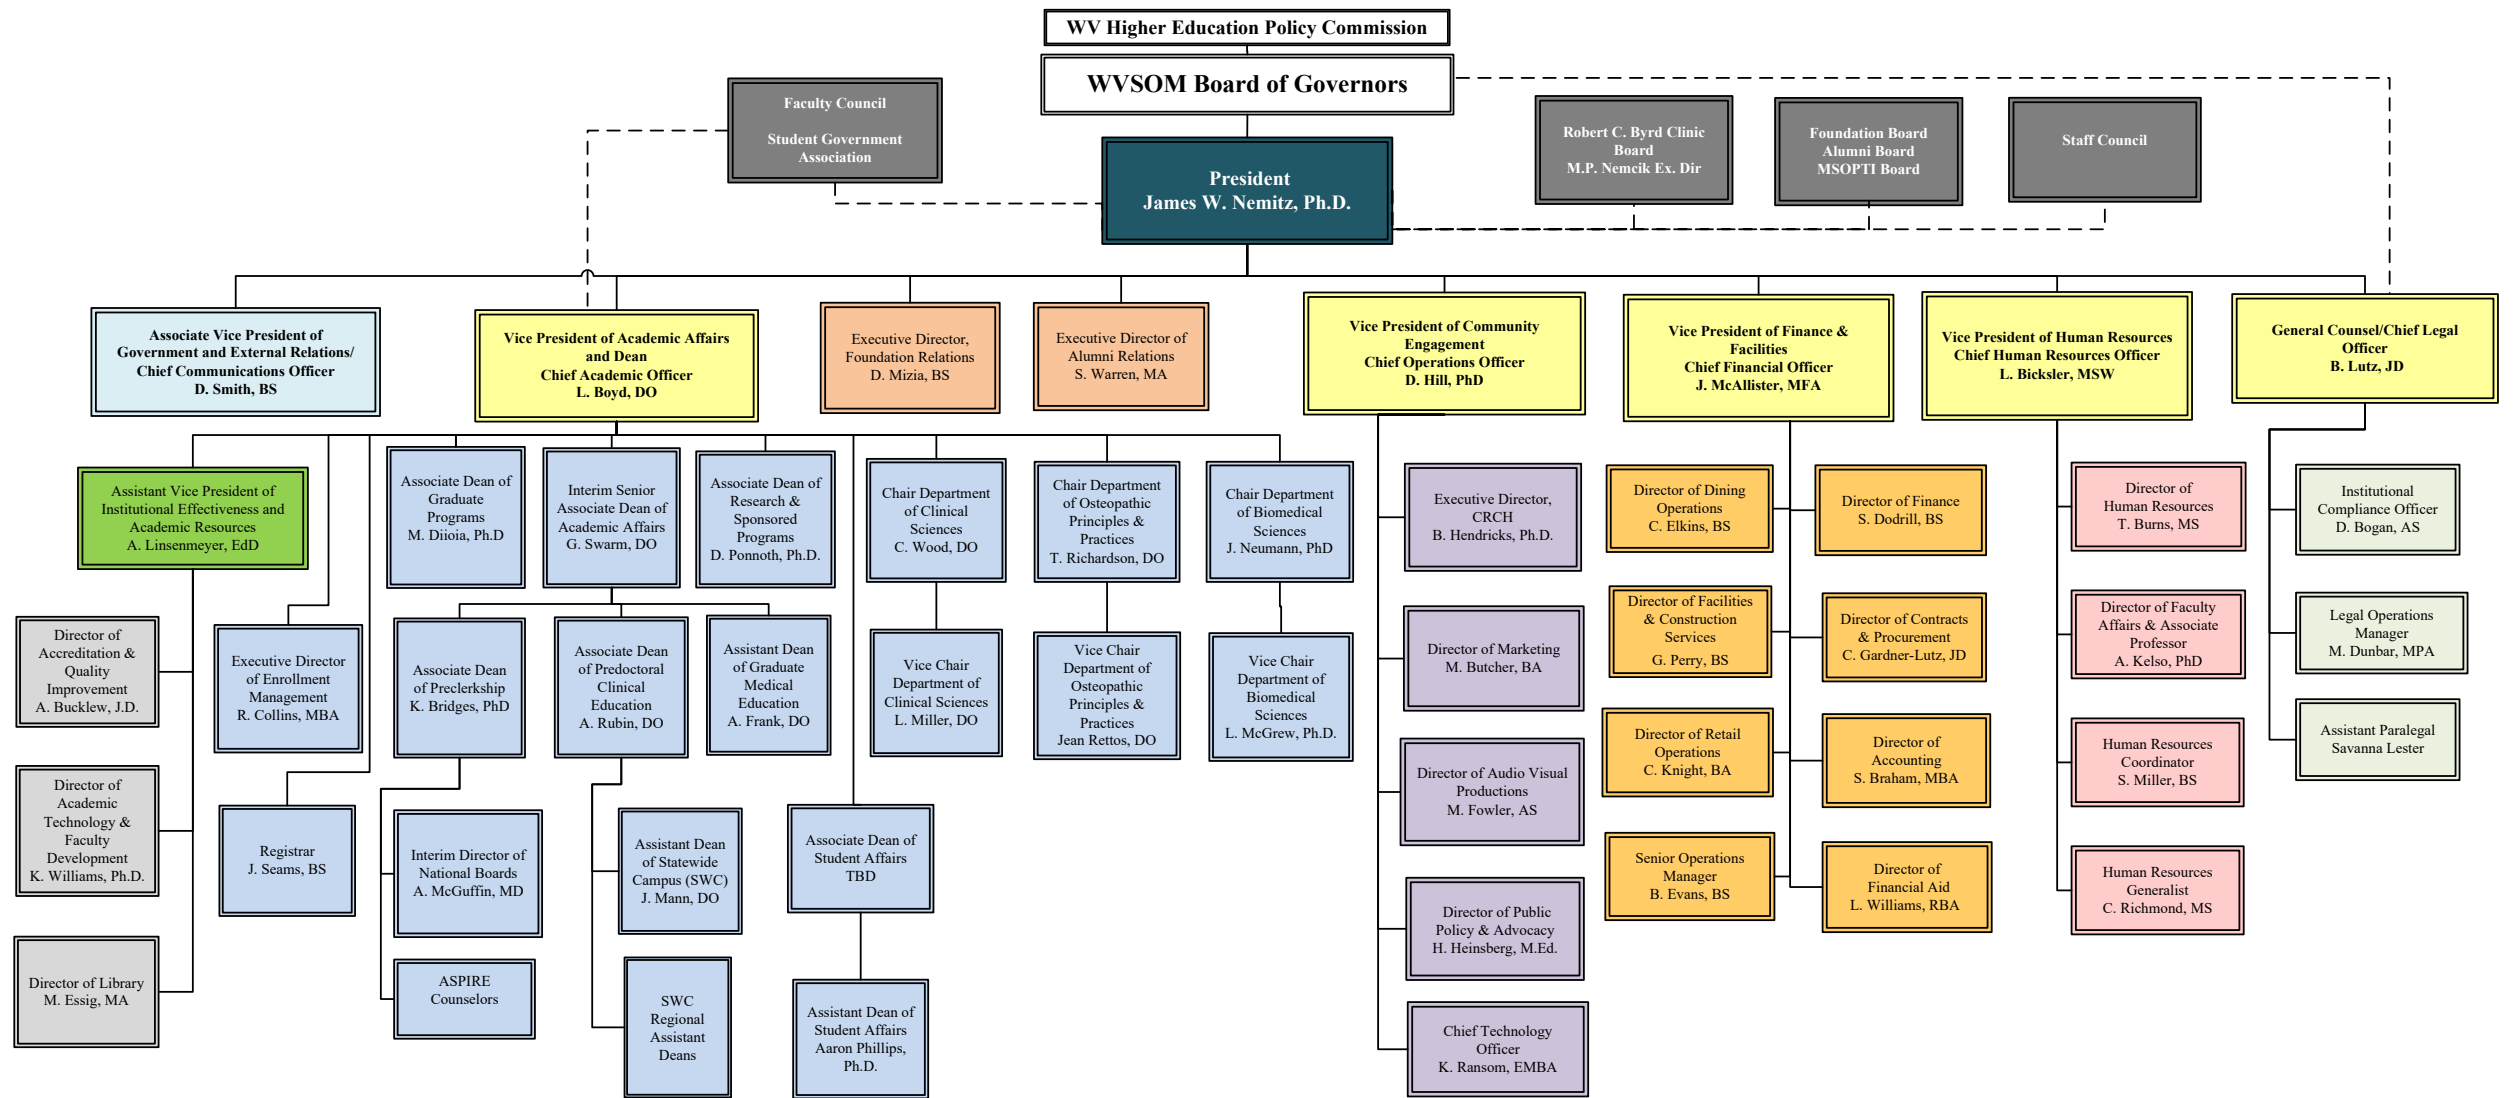 WV Higher Education Policy Commission
WVSOM Board of Governors
Faculty Council
Student Government
Association
President
James W. Nemitz, Ph.D.
Robert C. Byrd Clinic
Board
M.P. Nemcik Ex. Dir
Foundation Board
Alumni Board
MSOPTI Board
Staff Council
Associate Vice President of
Government and External Relations/
Chief Communications Officer
D. Smith, BS
Vice President of Academic Affairs
and Dean
Chief Academic Officer
L. Boyd, DO
Executive Director,
Foundation Relations
D. Mizia, BS
Executive Director of
Alumni Relations
S. Warren, MA
Vice President of Community
Engagement
Chief Operations Officer
D. Hill, PhD
Vice President of Finance &
Facilities
Chief Financial Officer
J. McAllister, MFA
Vice President of Human Resources
Chief Human Resources Officer
L. Bicksler, MSW
General Counsel/Chief Legal
Officer
B. Lutz, JD
Assistant Vice President of
Institutional Effectiveness and
Academic Resources
A. Linsenmeyer, EdD
Associate Dean of
Graduate
Programs
M. Diioia, Ph.D
Interim Senior
Associate Dean of
Academic Affairs
G. Swarm, DO
Associate Dean of
Research &
Sponsored
Programs
D. Ponnoth, Ph.D.
Chair Department
of Clinical
Sciences
C. Wood, DO
Chair Department
of Osteopathic
Principles &
Practices
T. Richardson, DO
Chair Department
of Biomedical
Sciences
J. Neumann, PhD
Executive Director,
CRCH
B. Hendricks, Ph.D.
Director of Dining
Operations
C. Elkins, BS
Director of Finance
S. Dodrill, BS
Director of
Human Resources
T. Burns, MS
Institutional
Compliance Officer
D. Bogan, AS
Director of
Accreditation &
Quality
Improvement
A. Bucklew, J.D.
Executive Director
of Enrollment
Management
R. Collins, MBA
Associate Dean
of Preclerkship
K. Bridges, PhD
Associate Dean
of Predoctoral
Clinical
Education
A. Rubin, DO
Assistant Dean
of Graduate
Medical
Education
A. Frank, DO
Vice Chair
Department of
Clinical Sciences
L. Miller, DO
Vice Chair
Department of
Osteopathic
Principles &
Practices
Jean Rettos, DO
Vice Chair
Department of
Biomedical
Sciences
L. McGrew, Ph.D.
Director of Marketing
M. Butcher, BA
Director of Facilities
& Construction
Services
G. Perry, BS
Director of Contracts
& Procurement
C. Gardner-Lutz, JD
Director of Faculty
Affairs & Associate
Professor
A. Kelso, PhD
Legal Operations
Manager
M. Dunbar, MPA
Director of
Academic
Technology &
Faculty
Development
K. Williams, Ph.D.
Registrar
J. Seams, BS
Interim Director of
National Boards
A. McGuffin, MD
Assistant Dean
of Statewide
Campus (SWC)
J. Mann, DO
Associate Dean of
Student Affairs
TBD
Director of Audio Visual
Productions
M. Fowler, AS
Director of Retail
Operations
C. Knight, BA
Director of
Accounting
S. Braham, MBA
Human Resources
Coordinator
S. Miller, BS
Assistant Paralegal
Savanna Lester
Director of Public
Policy & Advocacy
H. Heinsberg, M.Ed.
Senior Operations
Manager
B. Evans, BS
Director of
Financial Aid
L. Williams, RBA
Human Resources
Generalist
C. Richmond, MS
Director of Library
M. Essig, MA
ASPIRE
Counselors
SWC
Regional
Assistant
Deans
Assistant Dean of
Student Affairs
Aaron Phillips,
Ph.D.
Chief Technology
Officer
K. Ransom, EMBA